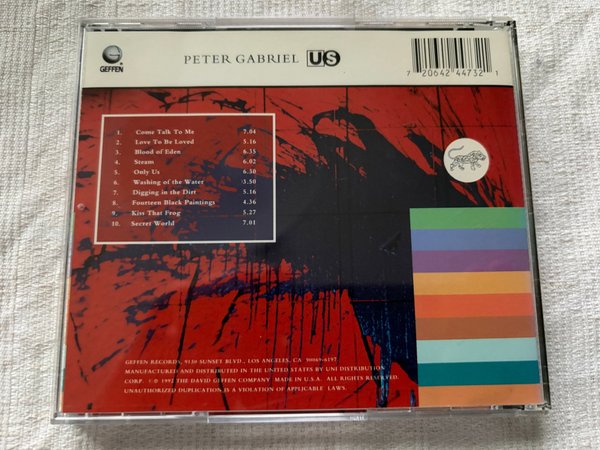 GEFFEN
PETER GABRIEL US
7 20642 44732 1
1. Come Talk To Me 7.04
2. Love To Be Loved 5.16
3. Blood of Eden 6.35
4. Steam 6.02
5. Only Us 6.30
6. Washing of the Water 3.50
7. Digging in the Dirt 5.16
8. Fourteen Black Paintings 4.36
9. Kiss That Frog 5.27
10. Secret World 7.01
GEFFEN RECORDS, 9130 SUNSET BLVD., LOS ANGELES, CA 90069-6197
MANUFACTURED AND DISTRIBUTED IN THE UNITED STATES BY UNI DISTRIBUTION
CORP. ℗ © 1992 THE DAVID GEFFEN COMPANY MADE IN U.S.A. ALL RIGHTS RESERVED.
UNAUTHORIZED DUPLICATION IS A VIOLATION OF APPLICABLE LAWS.